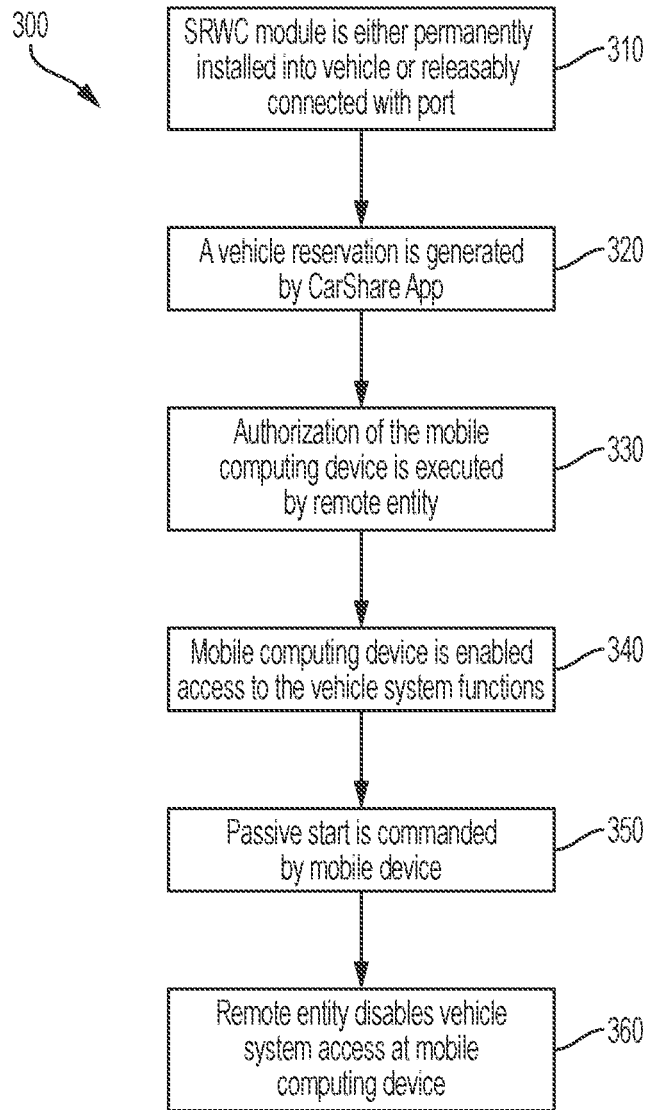 300
SRWC module is either permanently
installed into vehicle or releasably
connected with port
310
A vehicle reservation is generated
by CarShare App
320
Authorization of the mobile
computing device is executed
by remote entity
330
Mobile computing device is enabled
access to the vehicle system functions
340
Passive start is commanded
by mobile device
350
Remote entity disables vehicle
system access at mobile
computing device
360